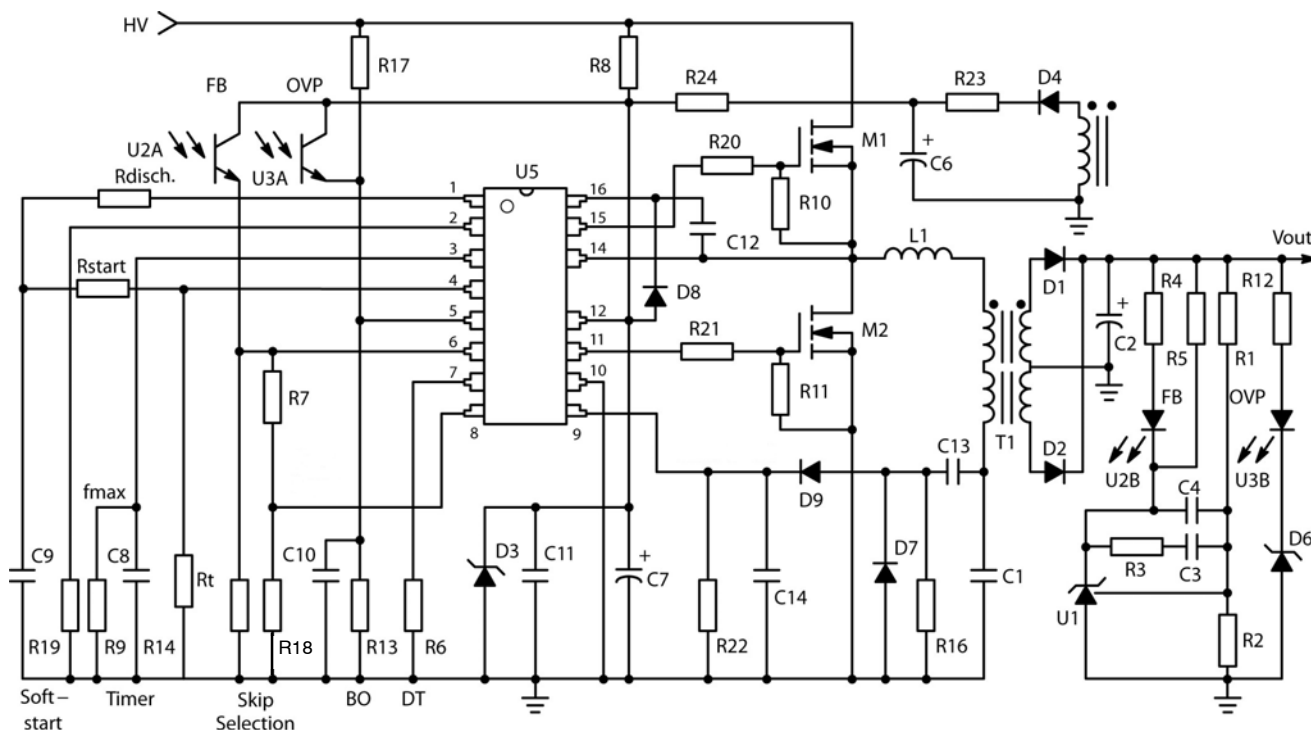 HV
R17
R8
FB
OVP
R24
R23
D4
U2A
U3A
R20
M1
C6
Rdisch.
U5
R10
1
16
2
15
C12
3
14
L1
Vout
Rstart
4
D8
D1
R4
R12
5
12
R21
M2
C2
R5
R1
6
11
7
10
R7
R11
T1
FB
OVP
8
9
C13
D2
U2B
U3B
D9
fmax
C4
C9
C8
Rt
C10
D3
C11
C7
D7
C1
R3
C3
D6
C14
U1
R19
R9
R14
R18
R13
R6
R22
R16
R2
Soft–
start
Timer
Skip
Selection
BO
DT